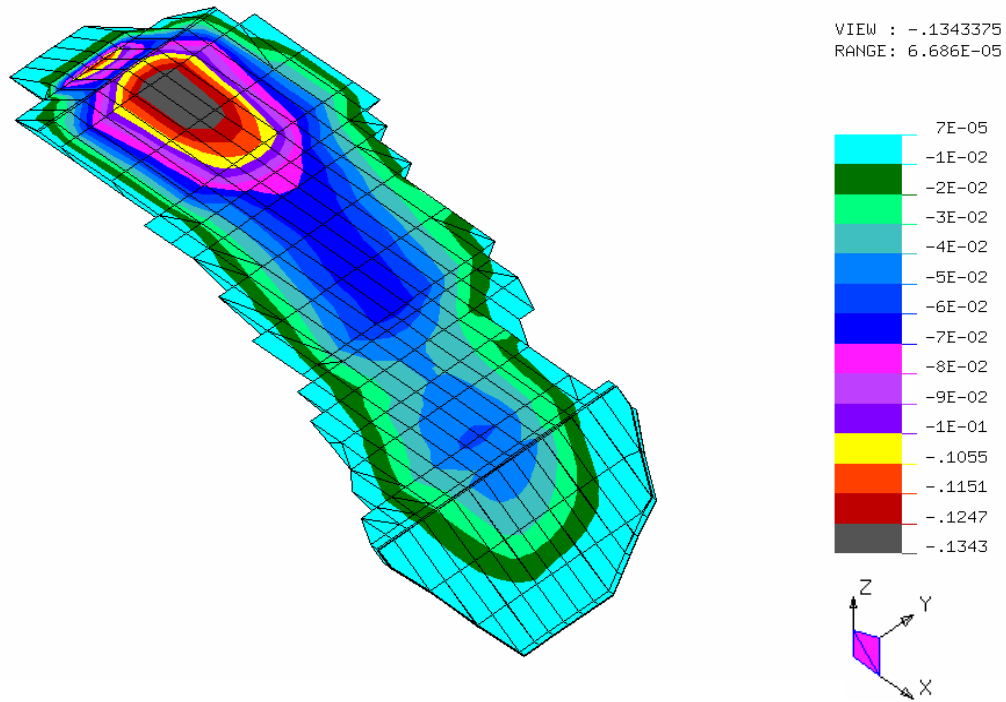 VIEW : -.1343375
RANGE: 6.686E-05
7E-05
-1E-02
-2E-02
-3E-02
-4E-02
-5E-02
-6E-02
-7E-02
-8E-02
-9E-02
-1E-01
-.1055
-.1151
-.1247
-.1343
Z
Y
X